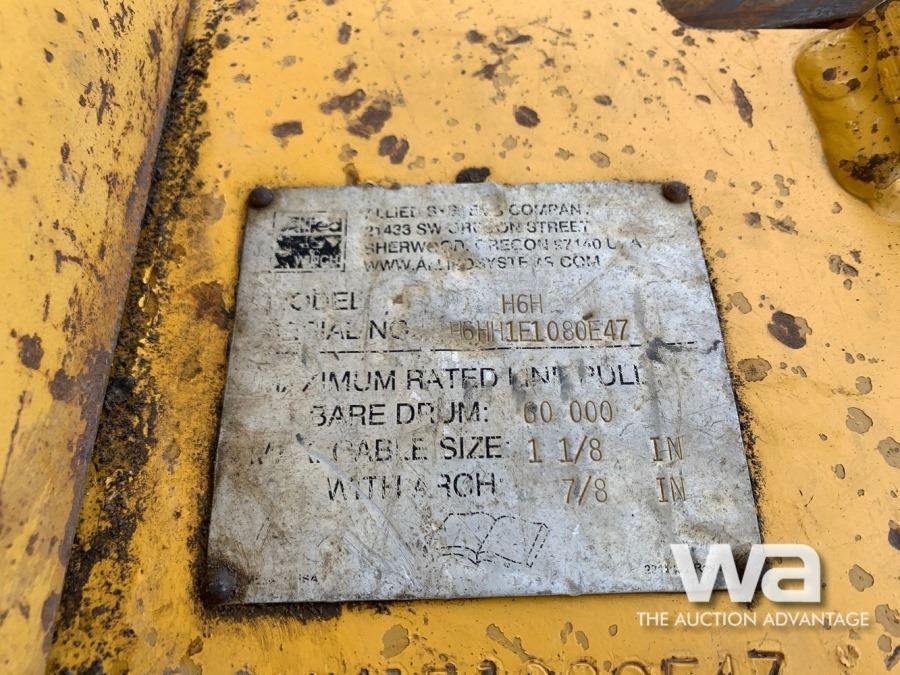 Allied
WINCH
ALLIED SYSTEMS COMPANY
21433 SW OREGON STREET
SHERWOOD, OREGON 97140 USA
WWW.ALLIEDSYSTEMS.COM
MODEL H6H
SERIAL NO. H6HH1E1080E47
MAXIMUM RATED LINE PULL
BARE DRUM: 60 000
MAX CABLE SIZE: 1 1/8 IN
WITH ARCH 7/8 IN
wa
THE AUCTION ADVANTAGE